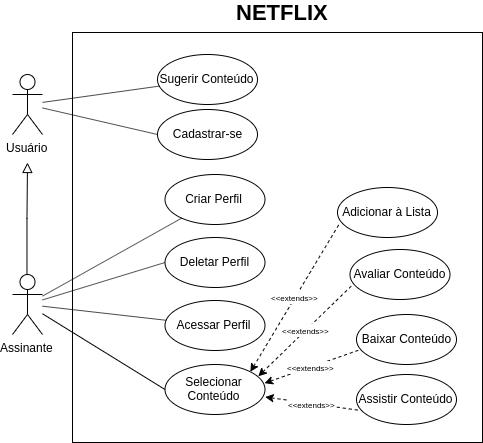 NETFLIX
Sugerir Conteúdo
Cadastrar-se
Usuário
Criar Perfil
Adicionar à Lista
Deletar Perfil
Avaliar Conteúdo
<<extends>>
Acessar Perfil
<<extends>>
Baixar Conteúdo
Assinante
<<extends>>
Selecionar
Conteúdo
Assistir Conteúdo
<<extends>>